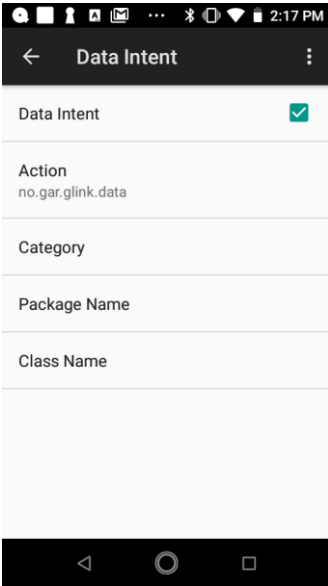 2:17 PM
Data Intent
Data Intent
Action
no.gar.glink.data
Category
Package Name
Class Name